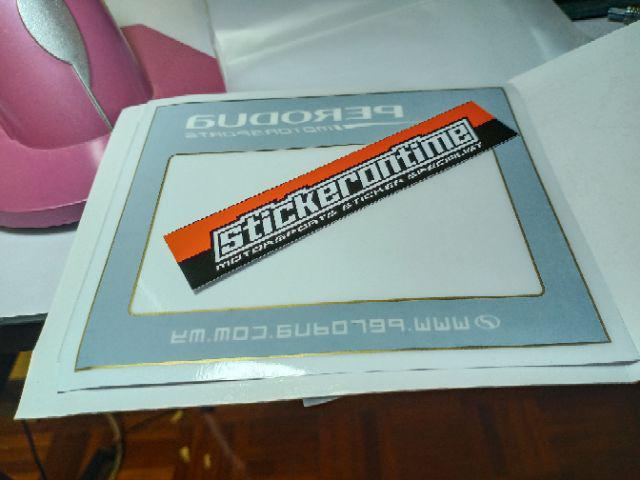 PERODUA
MOTORSPORTS
stickerontime
MOTORSPORTS STICKER SPECIALIST
www.perodua.com.my